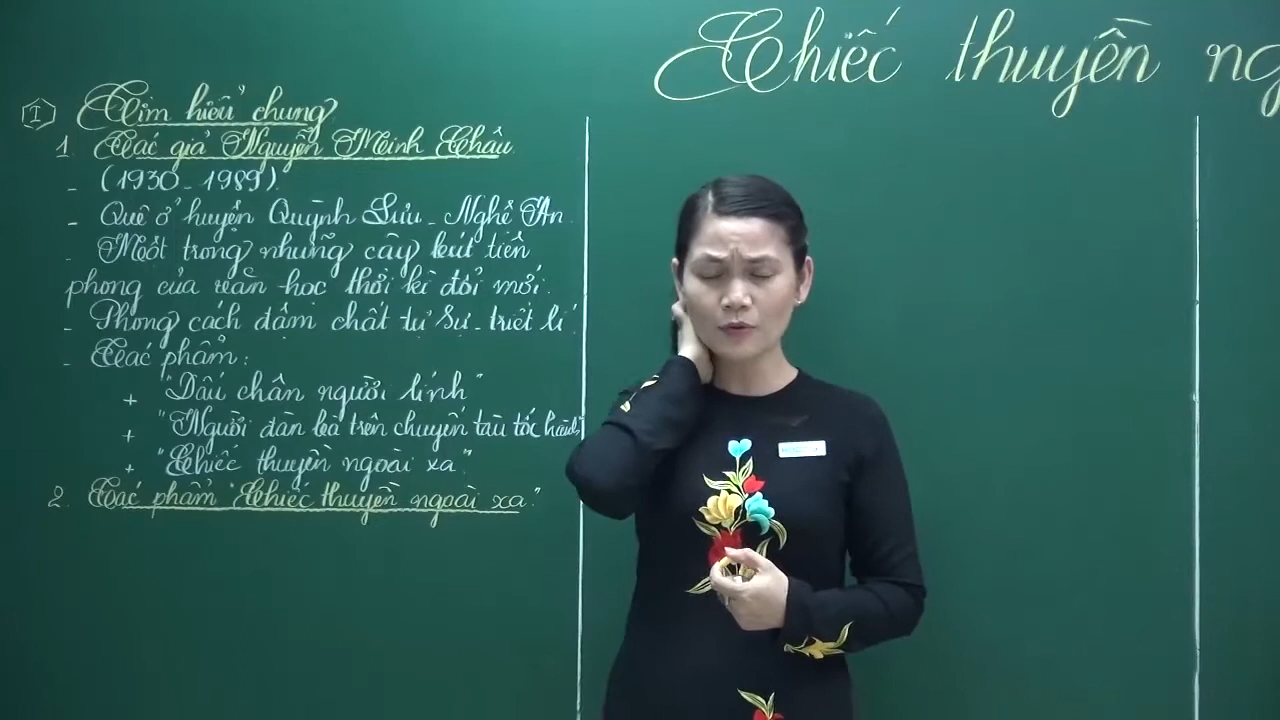 Chiếc thuyền ng
I Tìm hiểu chung
1. Tác giả Nguyễn Minh Châu
- (1930 - 1989).
- Quê ở huyện Quỳnh Lưu - Nghệ An.
- Một trong những cây bút tiên
phong của văn học thời kì đổi mới.
- Phong cách đậm chất tự sự - triết lí.
- Tác phẩm:
+ "Dấu chân người lính"
+ "Người đàn bà trên chuyến tàu tốc hành"
+ "Chiếc thuyền ngoài xa".
2. Tác phẩm "Chiếc thuyền ngoài xa".